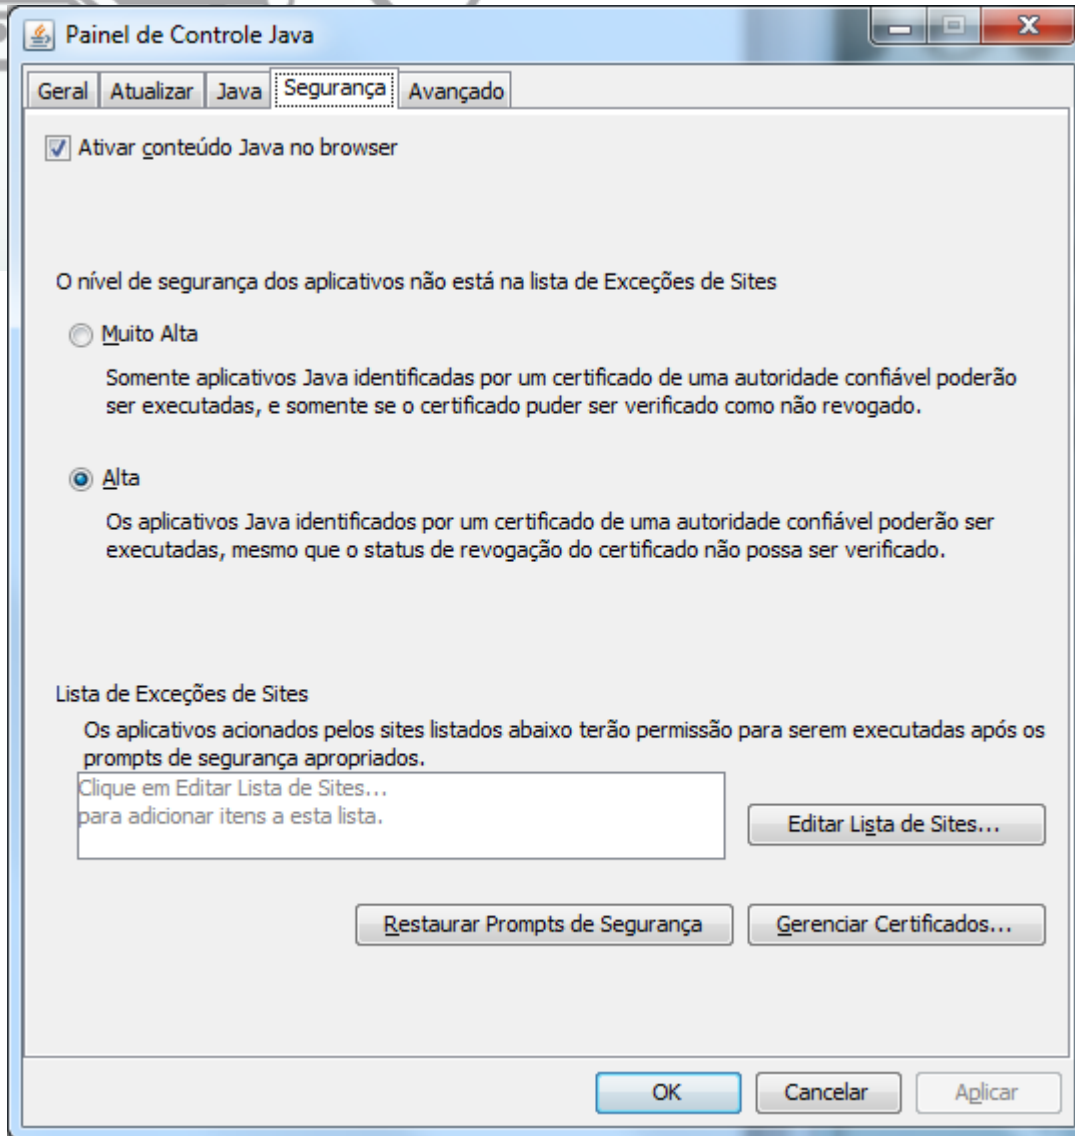 Painel de Controle Java
Geral Atualizar Java Segurança Avançado
Ativar conteúdo Java no browser
O nível de segurança dos aplicativos não está na lista de Exceções de Sites
Muito Alta
Somente aplicativos Java identificadas por um certificado de uma autoridade confiável poderão
ser executadas, e somente se o certificado puder ser verificado como não revogado.
Alta
Os aplicativos Java identificados por um certificado de uma autoridade confiável poderão ser
executadas, mesmo que o status de revogação do certificado não possa ser verificado.
Lista de Exceções de Sites
Os aplicativos acionados pelos sites listados abaixo terão permissão para serem executadas após os
prompts de segurança apropriados.
Clique em Editar Lista de Sites...
para adicionar itens a esta lista.
Editar Lista de Sites...
Restaurar Prompts de Segurança Gerenciar Certificados...
OK Cancelar Aplicar